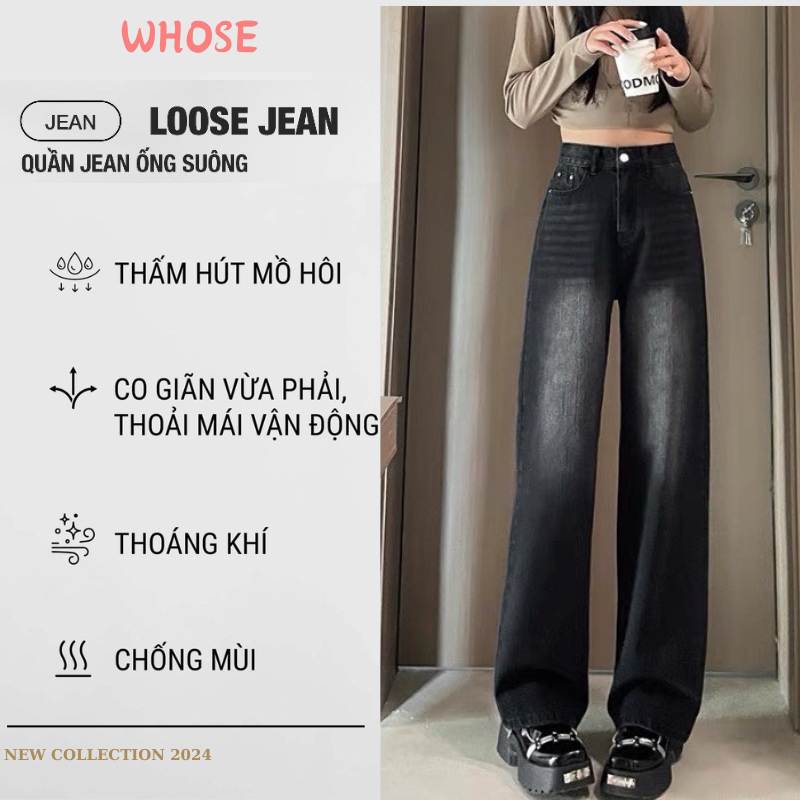 WHOSE
JEAN
LOOSE JEAN
QUẦN JEAN ỐNG SUÔNG
THẤM HÚT MỒ HÔI
CO GIÃN VỪA PHẢI,
THOẢI MÁI VẬN ĐỘNG
THOÁNG KHÍ
CHỐNG MÙI
NEW COLLECTION 2024